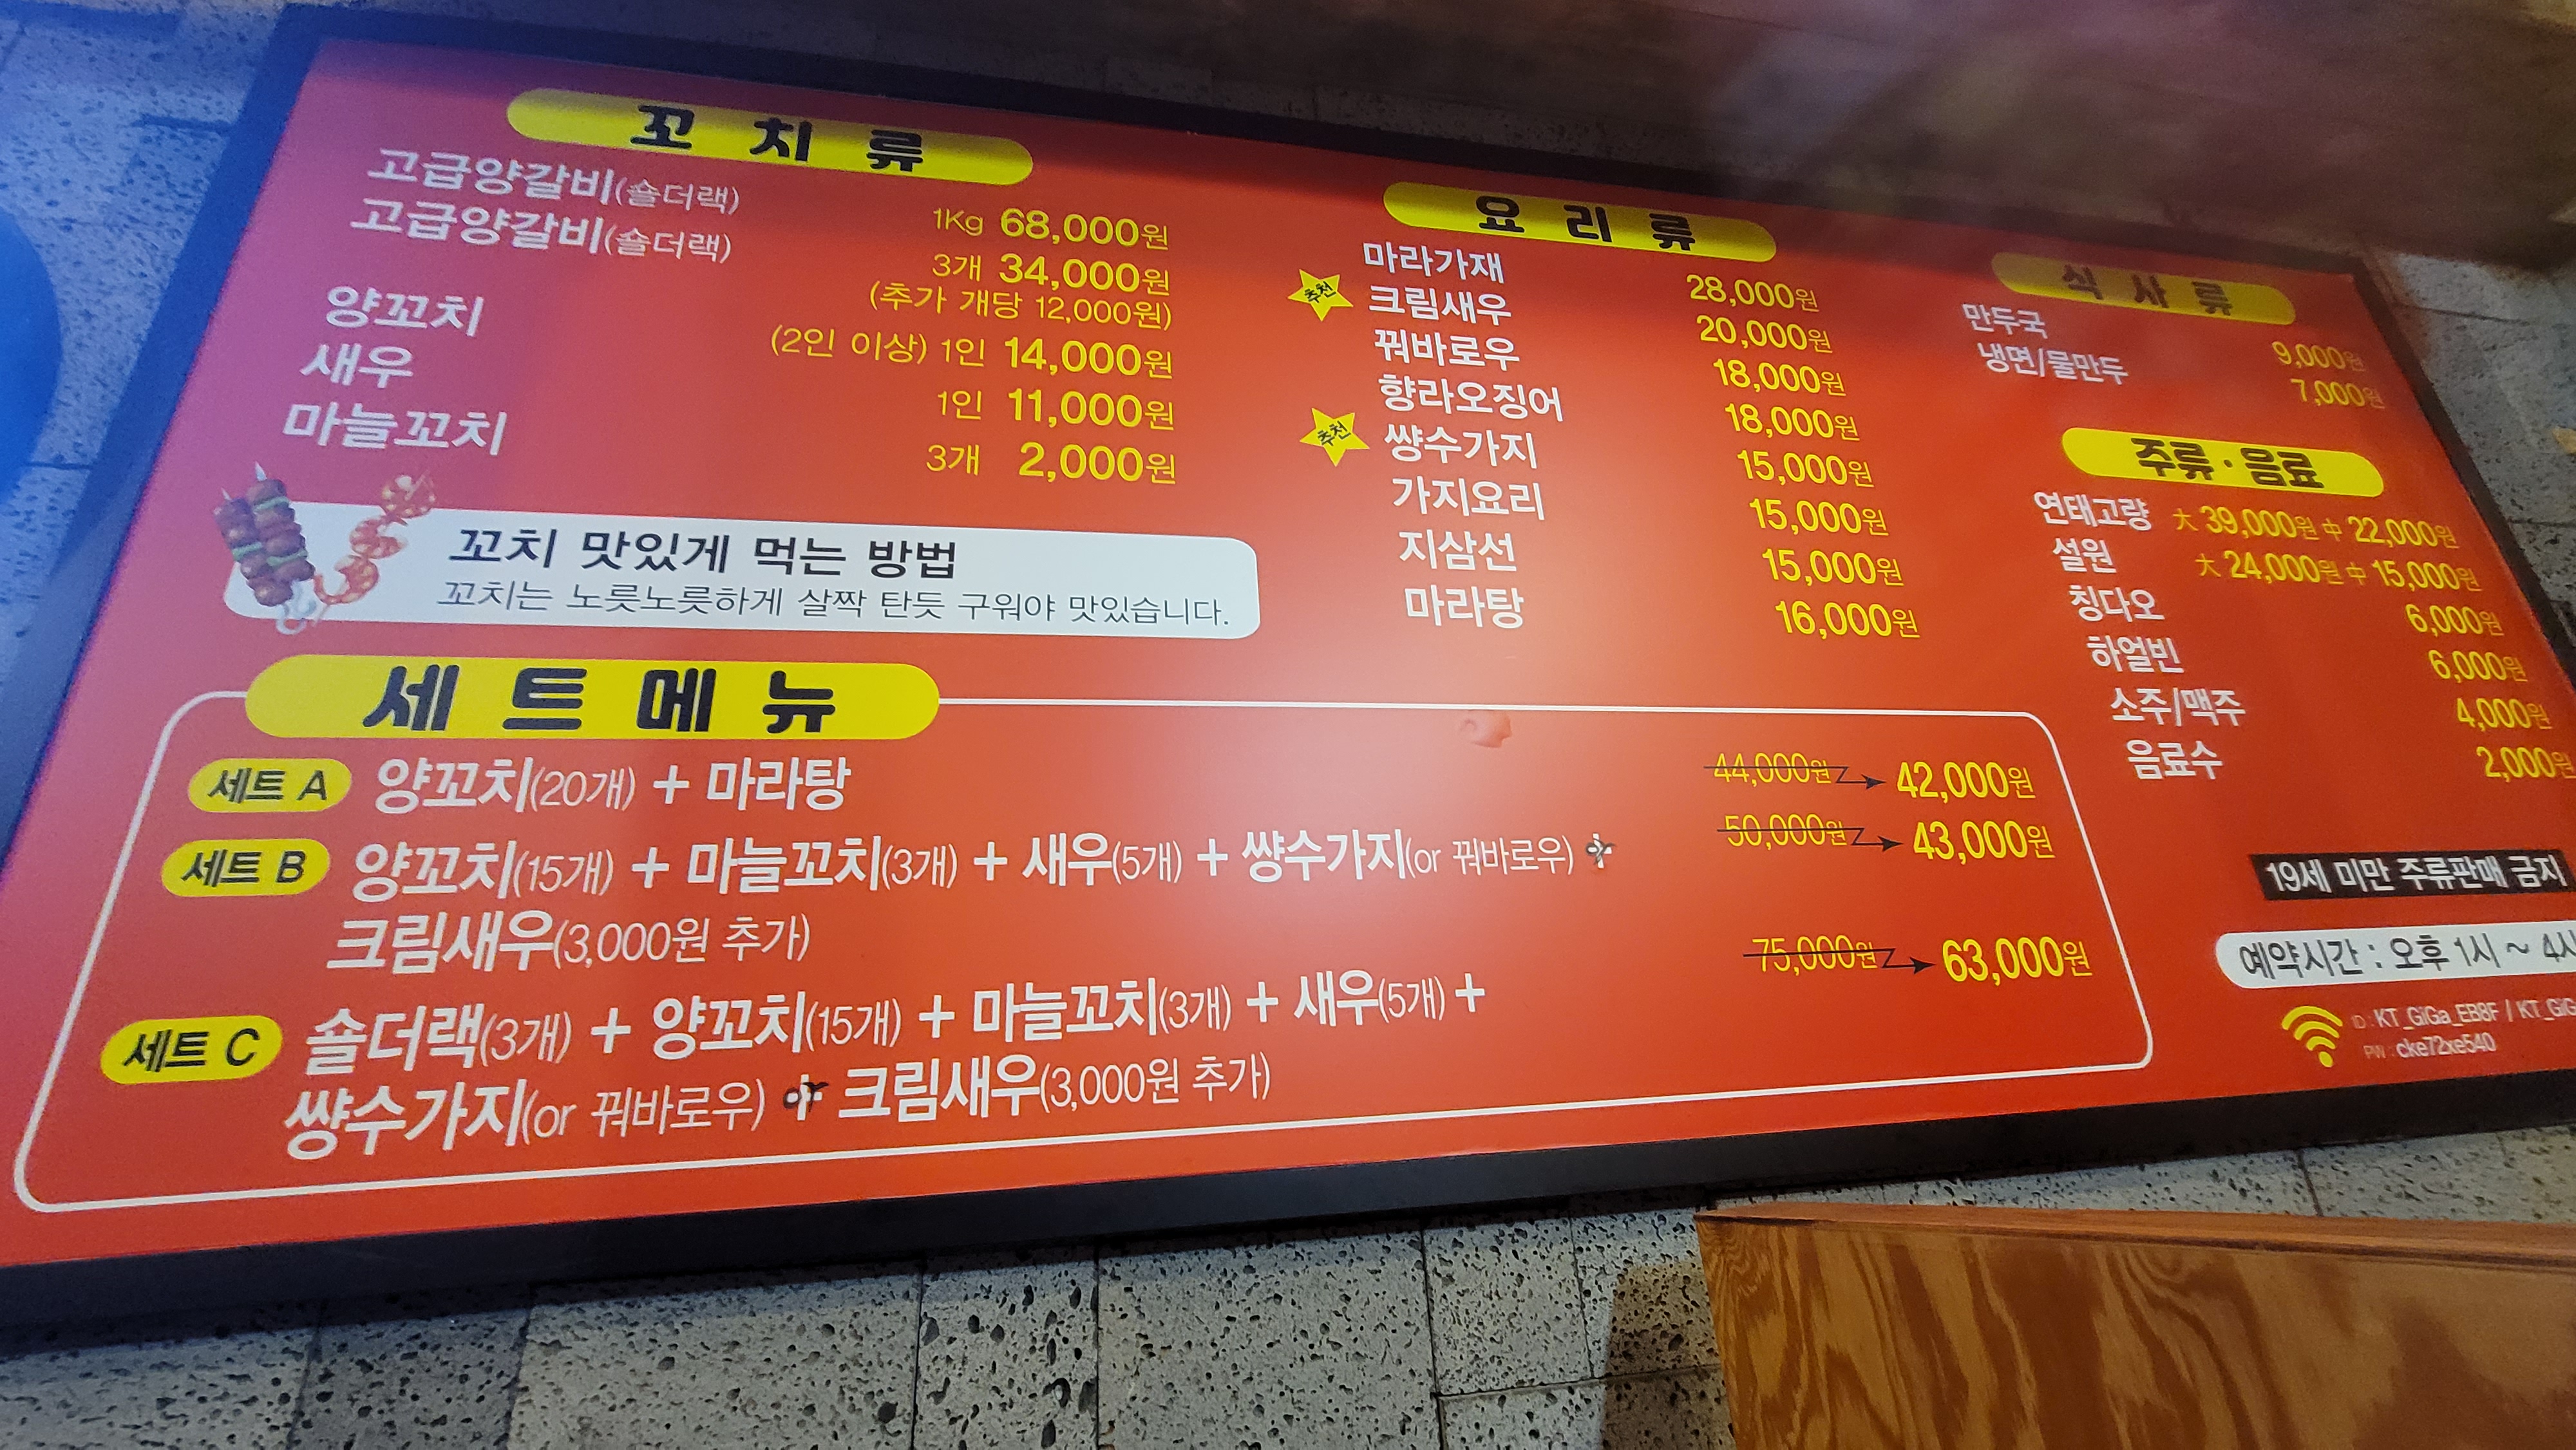 꼬치류
고급양갈비(숄더랙) 1Kg 68,000원
고급양갈비(숄더랙) 3개 34,000원
(추가 개당 12,000원)
양꼬치 (2인 이상) 1인 14,000원
새우 1인 11,000원
마늘꼬치 3개 2,000원
꼬치 맛있게 먹는 방법
꼬치는 노릇노릇하게 살짝 탄듯 구워야 맛있습니다.
요리류
마라가재 28,000원
추천 크림새우 20,000원
꿔바로우 18,000원
향라오징어 18,000원
추천 쌍수가지 15,000원
가지요리 15,000원
지삼선 15,000원
마라탕 16,000원
식사류
만두국 9,000원
냉면/물만두 7,000원
주류·음료
연태고량 大 39,000원 中 22,000원
설원 大 24,000원 中 15,000원
칭다오 6,000원
하얼빈 6,000원
소주/맥주 4,000원
음료수 2,000원
세트메뉴
세트 A 양꼬치(20개) + 마라탕 44,000원 → 42,000원
세트 B 양꼬치(15개) + 마늘꼬치(3개) + 새우(5개) + 쌍수가지(or 꿔바로우) + 50,000원 → 43,000원
크림새우(3,000원 추가)
세트 C 숄더랙(3개) + 양꼬치(15개) + 마늘꼬치(3개) + 새우(5개) + 75,000원 → 63,000원
쌍수가지(or 꿔바로우) or 크림새우(3,000원 추가)
19세 미만 주류판매 금지
예약시간 : 오후 1시 ~ 4시
ID : KT_GiGa_EB8F / KT_GiG
PW : cke72xe540